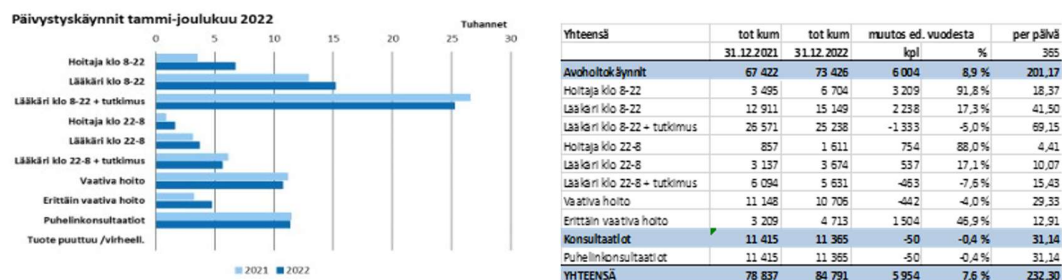 Päivystyskäynnit tammi-joulukuu 2022
Tuhannet
0 5 10 15 20 25 30
Hoitaja klo 8-22
Lääkäri klo 8-22
Lääkäri klo 8-22 + tutkimus
Hoitaja klo 22-8
Lääkäri klo 22-8
Lääkäri klo 22-8 + tutkimus
Vaativa hoito
Erittäin vaativa hoito
Puhelinkonsultaatiot
Tuote puuttuu /virheell.
2021 2022
Yhteensä tot kum tot kum muutos ed. vuodesta per päivä
31.12.2021 31.12.2022 kpl % 365
Avohoitokäynnit 67 422 73 426 6 004 8,9 % 201,17
Hoitaja klo 8-22 3 495 6 704 3 209 91,8 % 18,37
Lääkäri klo 8-22 12 911 15 149 2 238 17,3 % 41,50
Lääkäri klo 8-22 + tutkimus 26 571 25 238 -1 333 -5,0 % 69,15
Hoitaja klo 22-8 857 1 611 754 88,0 % 4,41
Lääkäri klo 22-8 3 137 3 674 537 17,1 % 10,07
Lääkäri klo 22-8 + tutkimus 6 094 5 631 -463 -7,6 % 15,43
Vaativa hoito 11 148 10 706 -442 -4,0 % 29,33
Erittäin vaativa hoito 3 209 4 713 1 504 46,9 % 12,91
Konsultaatiot 11 415 11 365 -50 -0,4 % 31,14
Puhelinkonsultaatiot 11 415 11 365 -50 -0,4 % 31,14
YHTEENSÄ 78 837 84 791 5 954 7,6 % 232,30